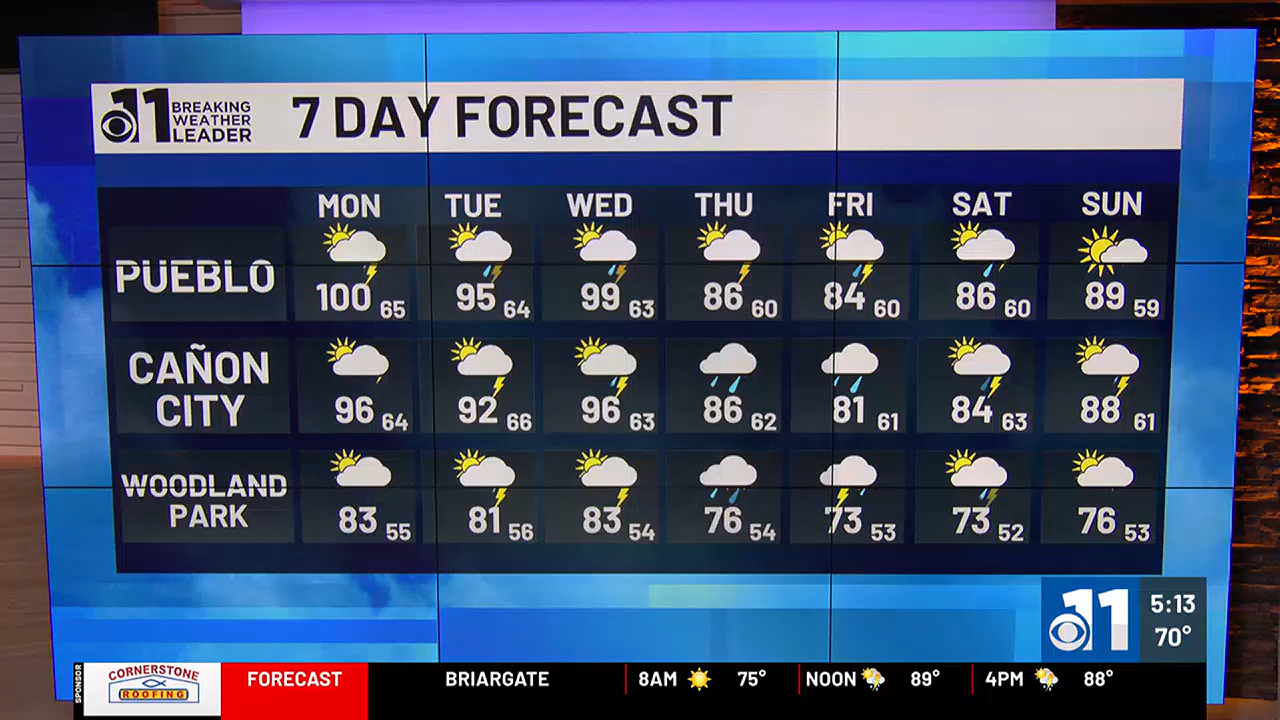 11 BREAKING
WEATHER
LEADER
7 DAY FORECAST
MON TUE WED THU FRI SAT SUN
PUEBLO 100 65 95 64 99 63 86 60 84 60 86 60 89 59
CAÑON
CITY 96 64 92 66 96 63 86 62 81 61 84 63 88 61
WOODLAND
PARK 83 55 81 56 83 54 76 54 73 53 73 52 76 53
11 5:13
70°
SPONSOR
CORNERSTONE
ROOFING
FORECAST BRIARGATE 8AM 75° NOON 89° 4PM 88°